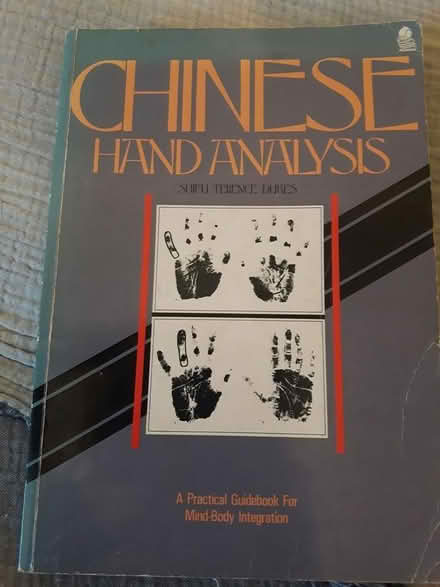 CHINESE
HAND ANALYSIS
SHIFU TERENCE DUKES
A Practical Guidebook For
Mind-Body Integration